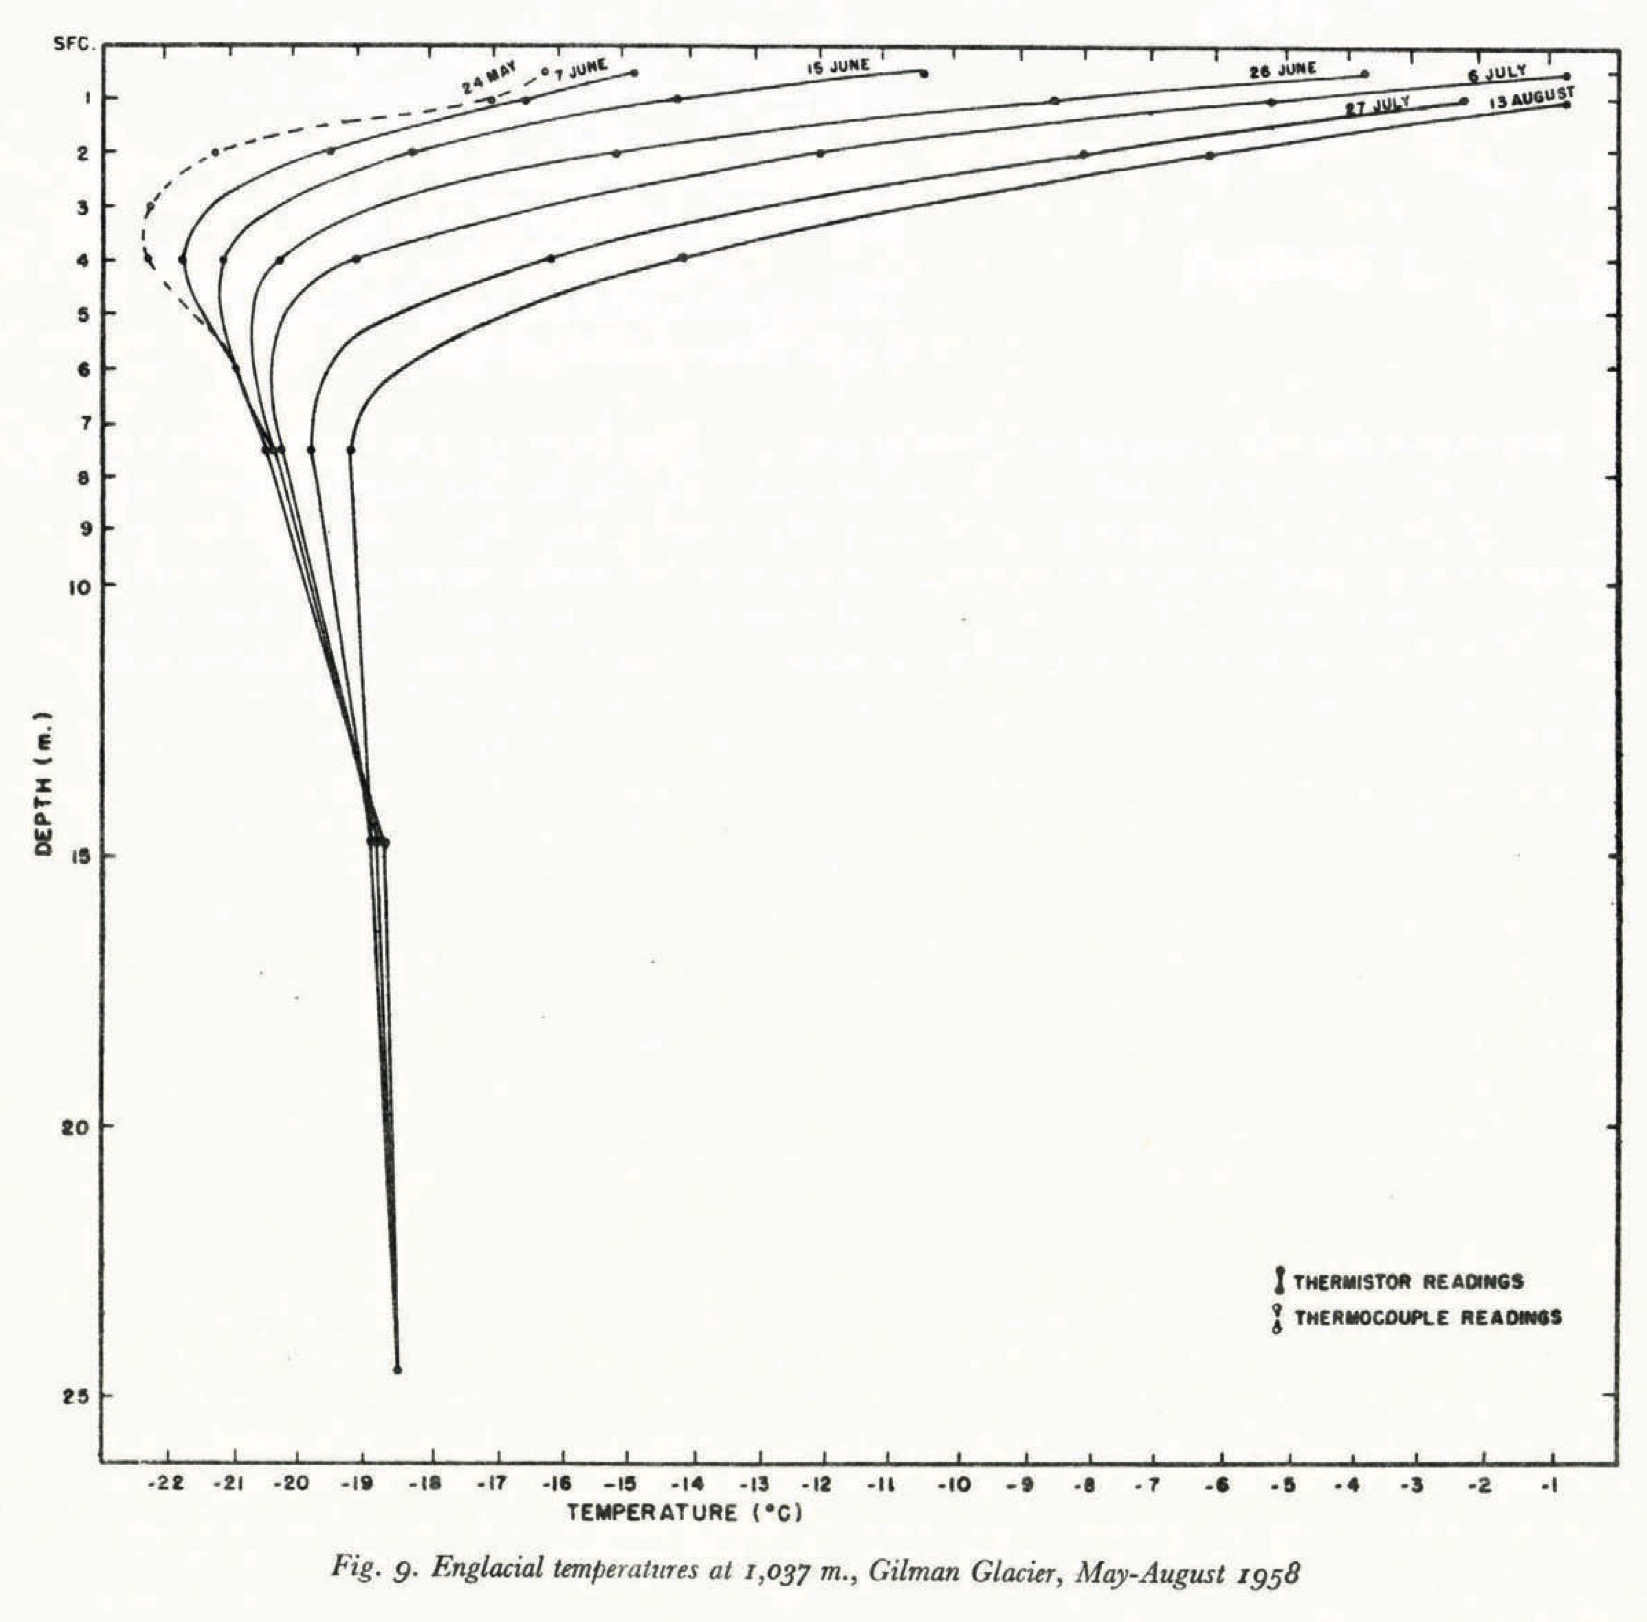 SFC.
24 MAY
7 JUNE
15 JUNE
26 JUNE
6 JULY
27 JULY
13 AUGUST
1
2
3
4
5
6
7
8
9
10
15
20
25
DEPTH (m.)
THERMISTOR READINGS
THERMOCOUPLE READINGS
-22 -21 -20 -19 -18 -17 -16 -15 -14 -13 -12 -11 -10 -9 -8 -7 -6 -5 -4 -3 -2 -1
TEMPERATURE (°C)
Fig. 9. Englacial temperatures at 1,037 m., Gilman Glacier, May-August 1958